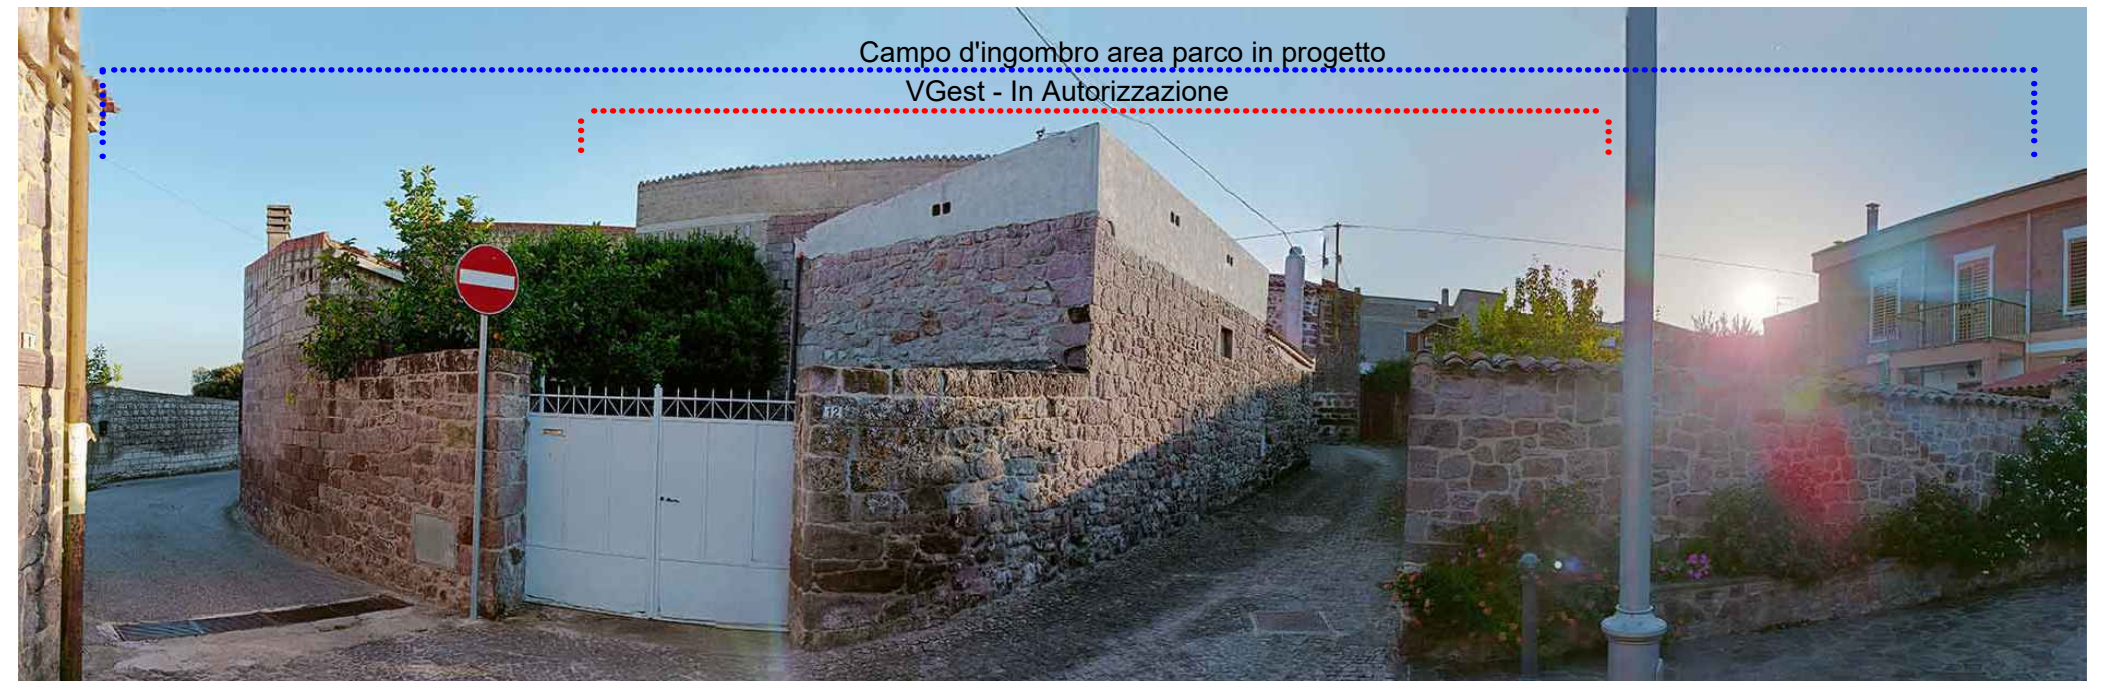 Campo d'ingombro area parco in progetto
VGest - In Autorizzazione
12